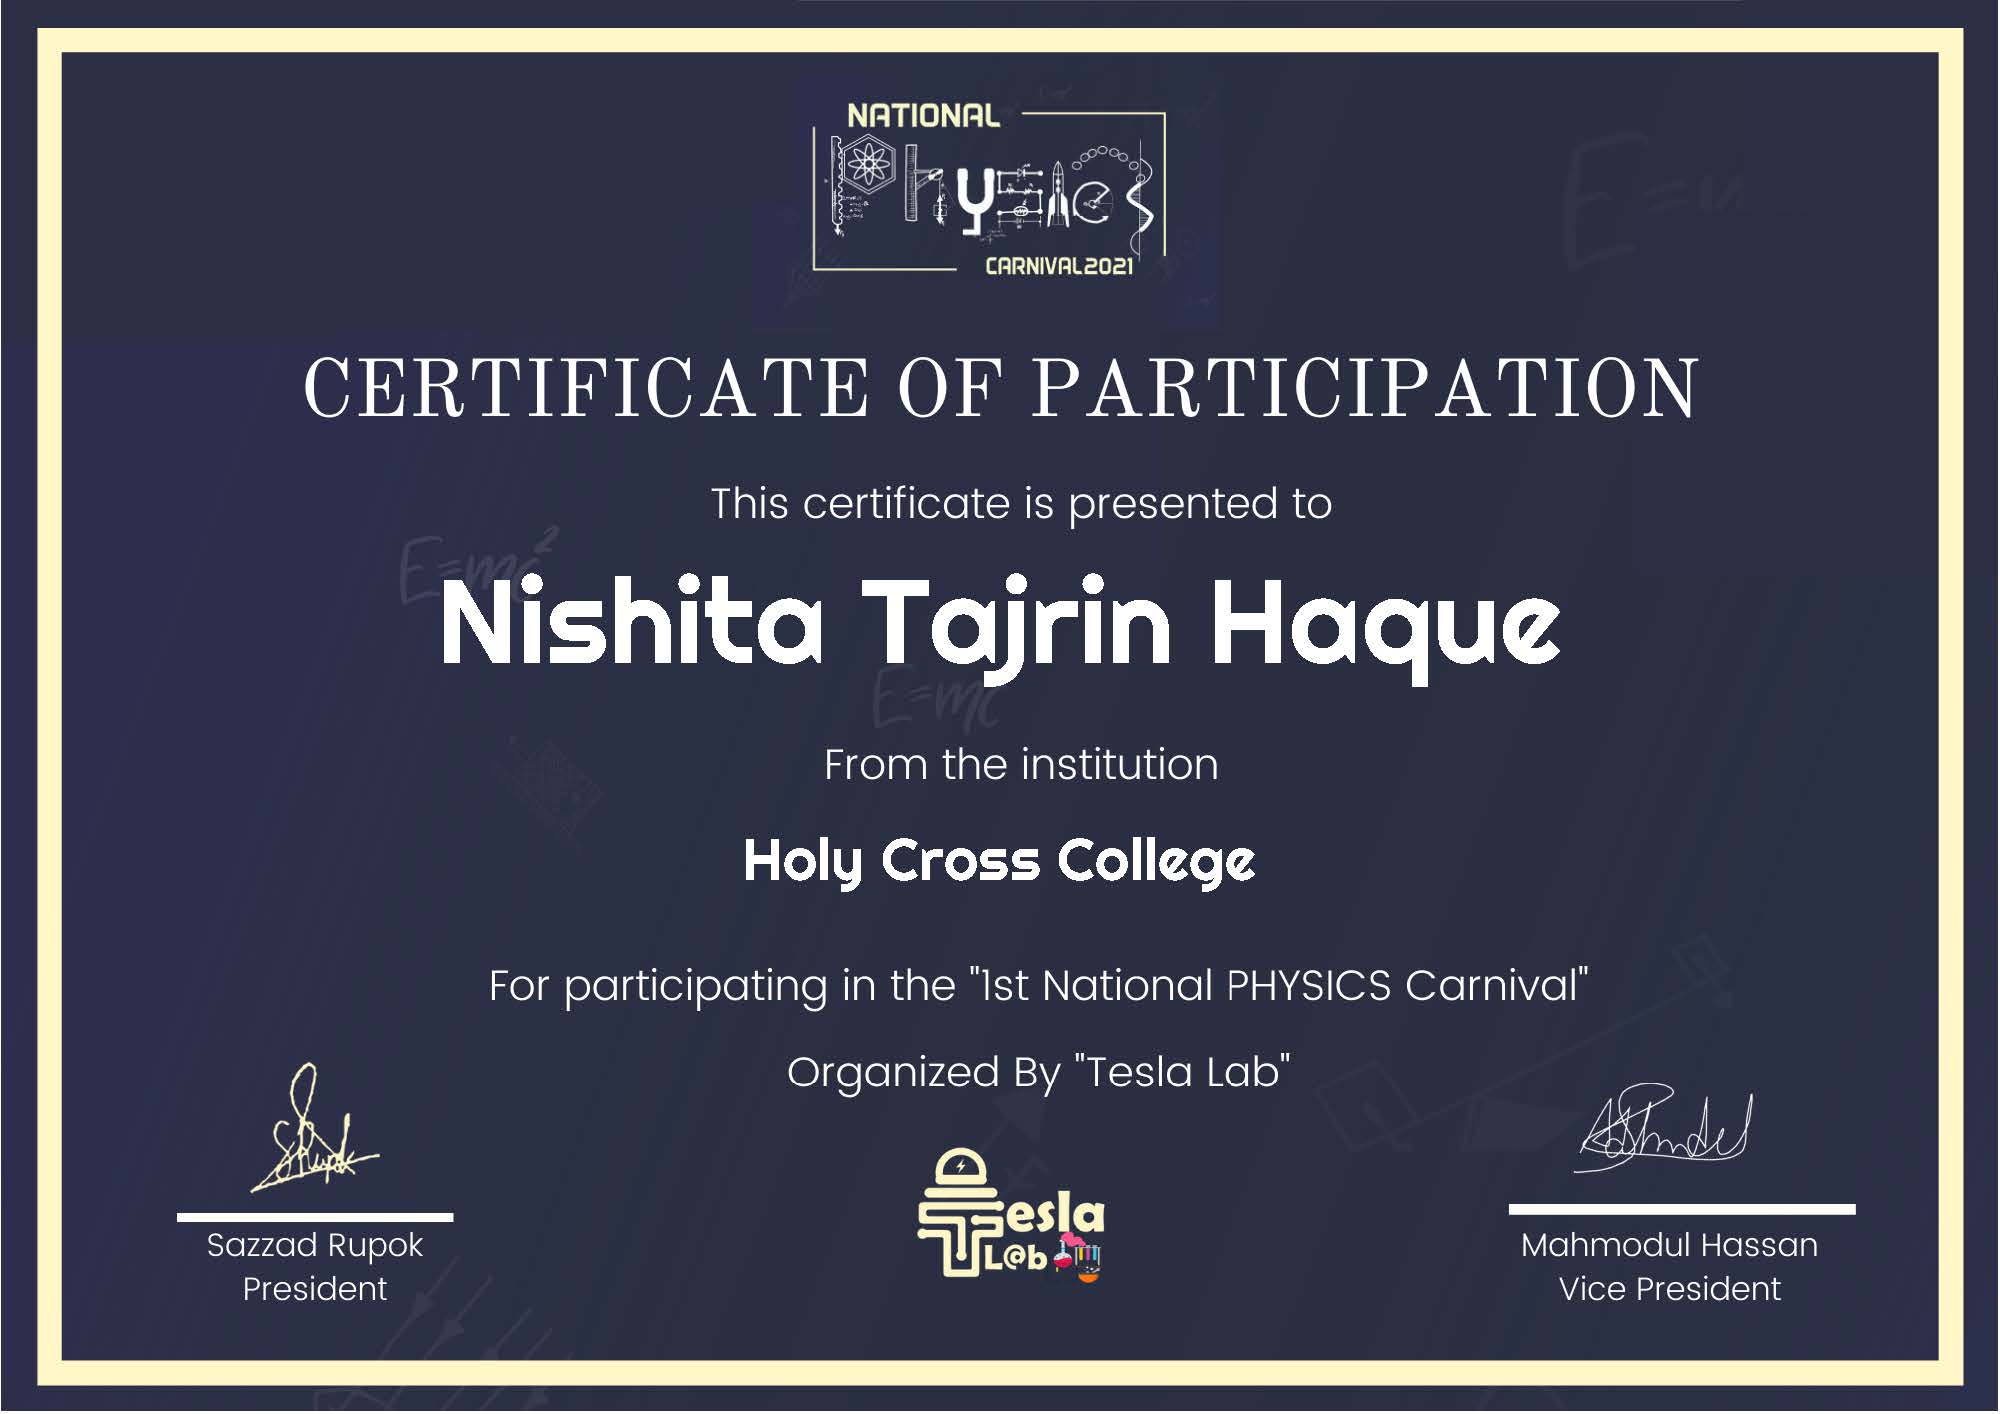 NATIONAL
Physics
CARNIVAL2021
CERTIFICATE OF PARTICIPATION
This certificate is presented to
E=mc²
Nishita Tajrin Haque
E=mc
From the institution
Holy Cross College
For participating in the "1st National PHYSICS Carnival"
Organized By "Tesla Lab"
Tesla
L@b
Sazzad Rupok
President
Mahmodul Hassan
Vice President